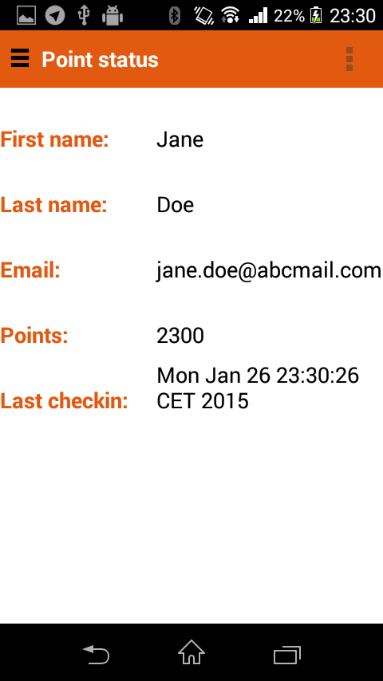 22% 23:30
Point status
First name: Jane
Last name: Doe
Email: jane.doe@abcmail.com
Points: 2300
Last checkin: Mon Jan 26 23:30:26
CET 2015